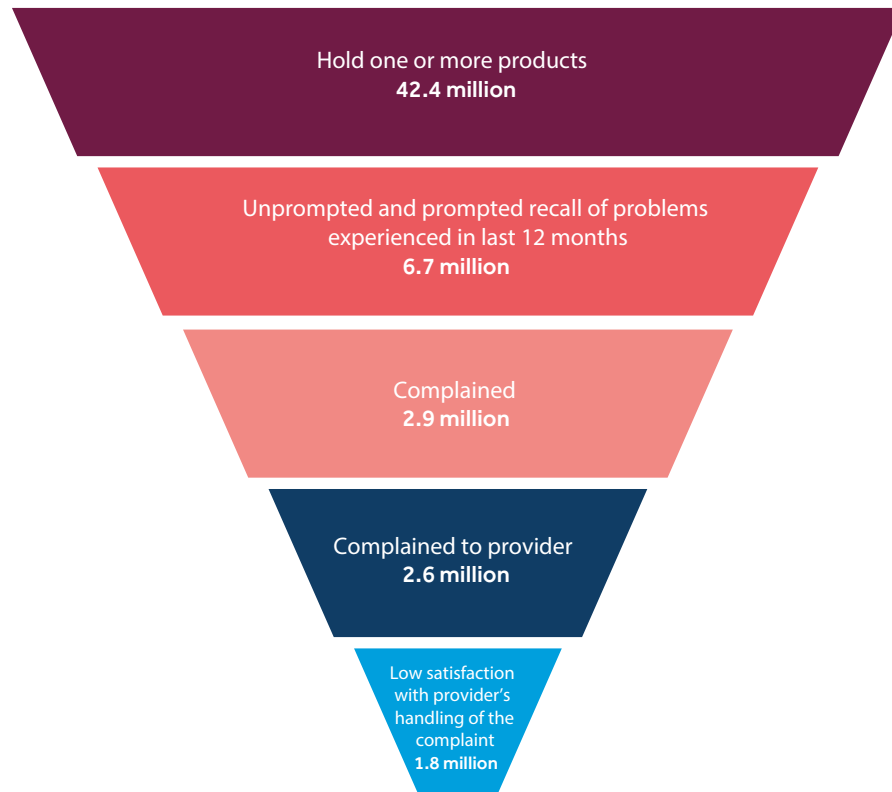 Hold one or more products
42.4 million
Unprompted and prompted recall of problems
experienced in last 12 months
6.7 million
Complained
2.9 million
Complained to provider
2.6 million
Low satisfaction
with provider’s
handling of the
complaint
1.8 million